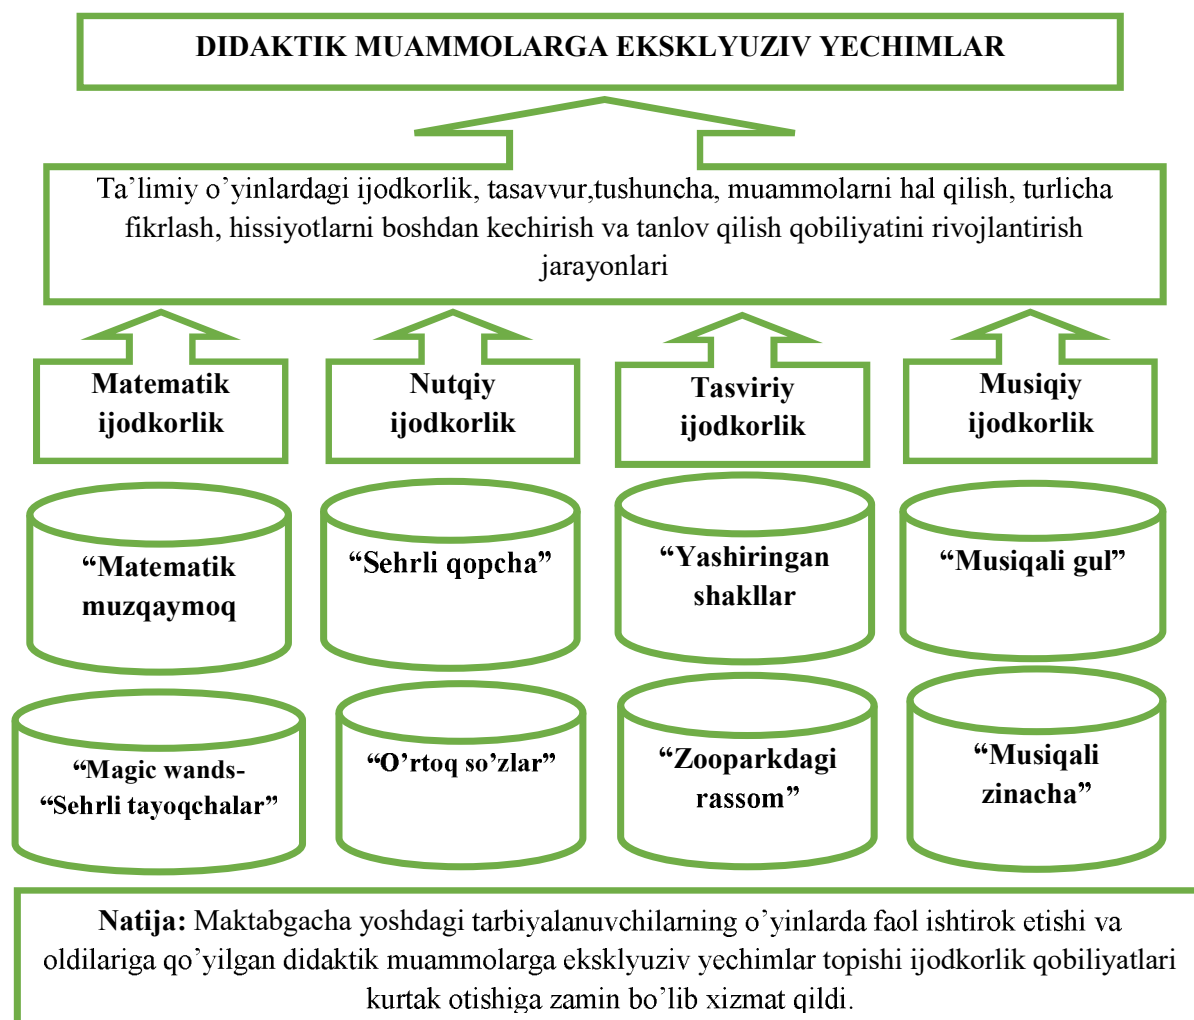 DIDAKTIK MUAMMOLARGA EKSKLYUZIV YECHIMLAR
Ta’limiy o’yinlardagi ijodkorlik, tasavvur,tushuncha, muammolarni hal qilish, turlicha
fikrlash, hissiyotlarni boshdan kechirish va tanlov qilish qobiliyatini rivojlantirish
jarayonlari
Matematik
ijodkorlik
Nutqiy
ijodkorlik
Tasviriy
ijodkorlik
Musiqiy
ijodkorlik
“Matematik
muzqaymoq
“Sehrli qopcha”
“Yashiringan
shakllar
“Musiqali gul”
“Magic wands-
“Sehrli tayoqchalar”
“O’rtoq so’zlar”
“Zooparkdagi
rassom”
“Musiqali
zinacha”
Natija: Maktabgacha yoshdagi tarbiyalanuvchilarning o’yinlarda faol ishtirok etishi va
oldilariga qo’yilgan didaktik muammolarga eksklyuziv yechimlar topishi ijodkorlik qobiliyatlari
kurtak otishiga zamin bo’lib xizmat qildi.